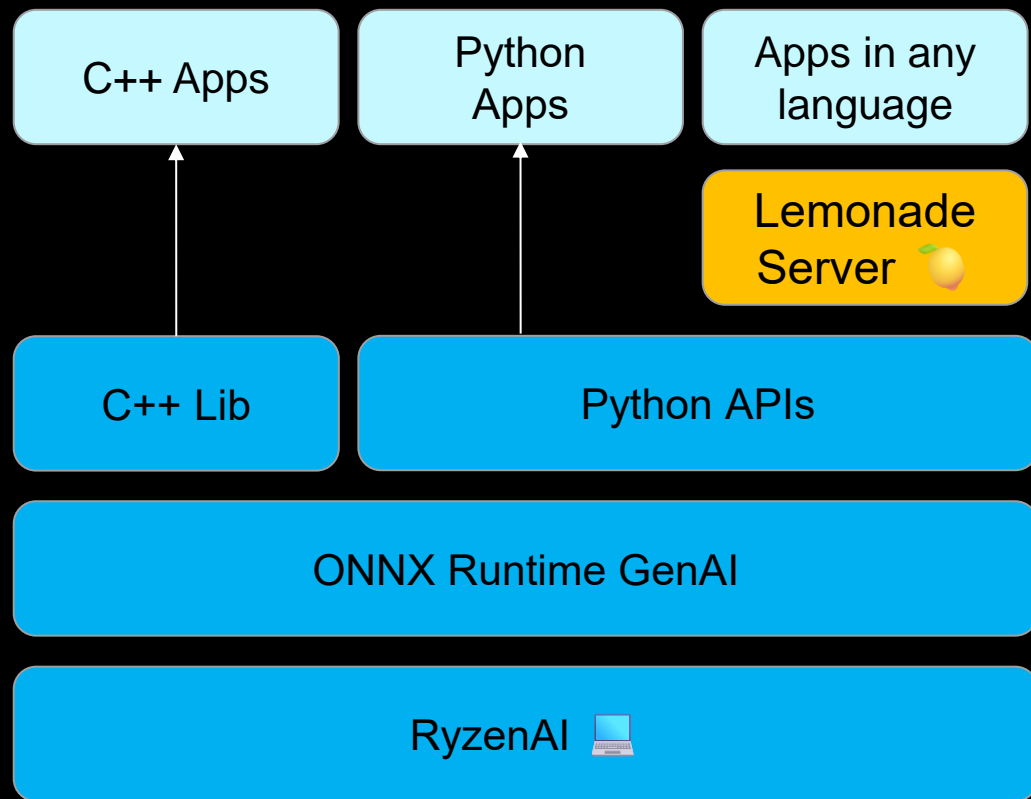 C++ Apps
Python
Apps
Apps in any
language
Lemonade
Server 🍋
C++ Lib
Python APIs
ONNX Runtime GenAI
RyzenAI 💻